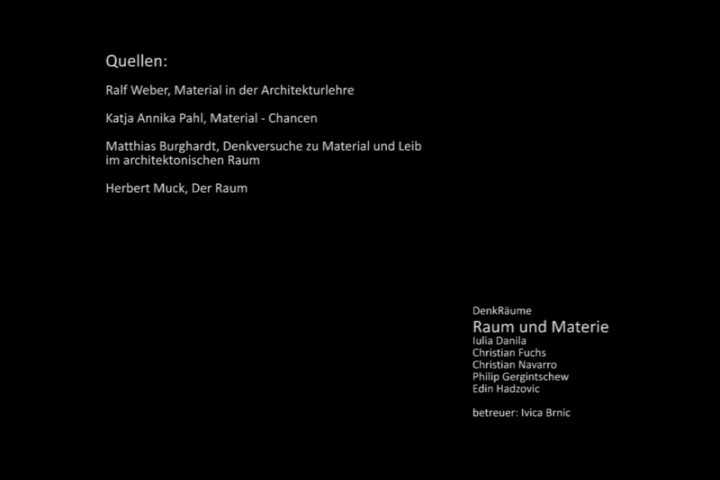 Quellen:
Ralf Weber, Material in der Architekturlehre
Katja Annika Pahl, Material - Chancen
Matthias Burghardt, Denkversuche zu Material und Leib
im architektonischen Raum
Herbert Muck, Der Raum
DenkRäume
Raum und Materie
Iulia Danila
Christian Fuchs
Christian Navarro
Philip Gergintschew
Edin Hadzovic
betreuer: Ivica Brnic